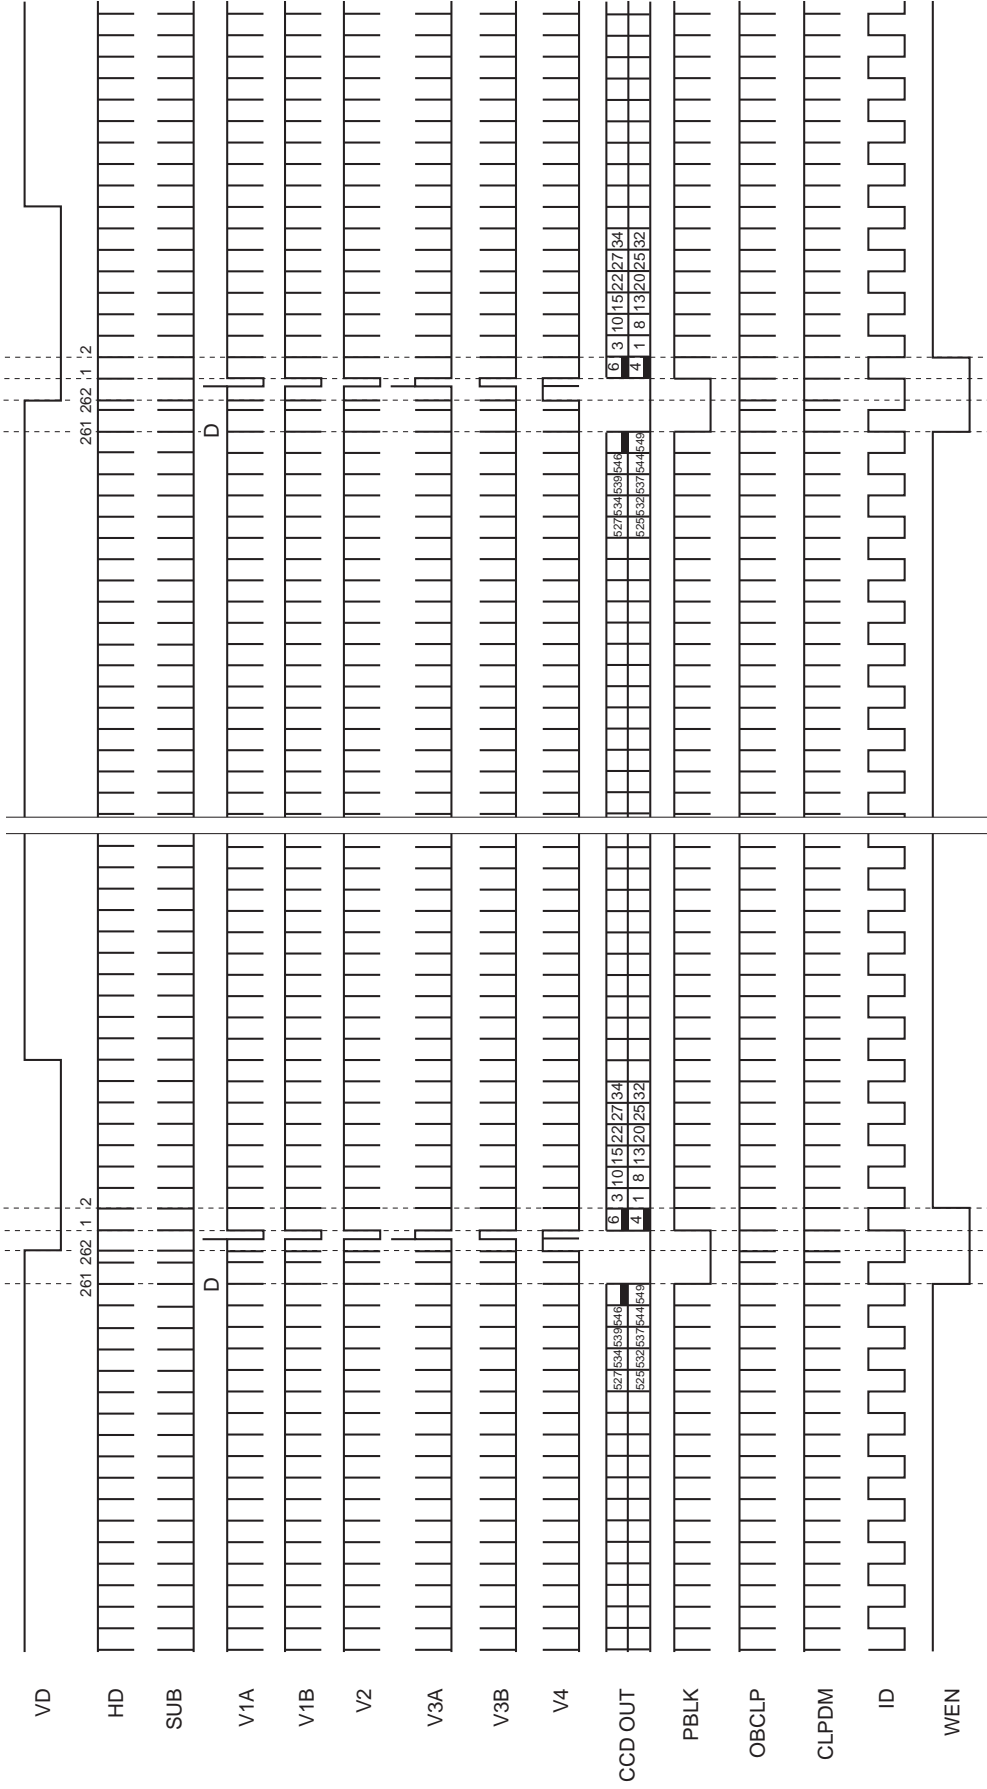 VD
261 262 1 2 261 262 1 2
HD
SUB
D D
V1A
V1B
V2
V3A
V3B
V4
527 534 539 546 6 3 10 15 22 27 34 527 534 539 546 6 3 10 15 22 27 34
CCD OUT
525 532 537 544 549 4 1 8 13 20 25 32 525 532 537 544 549 4 1 8 13 20 25 32
PBLK
OBCLP
CLPDM
ID
WEN